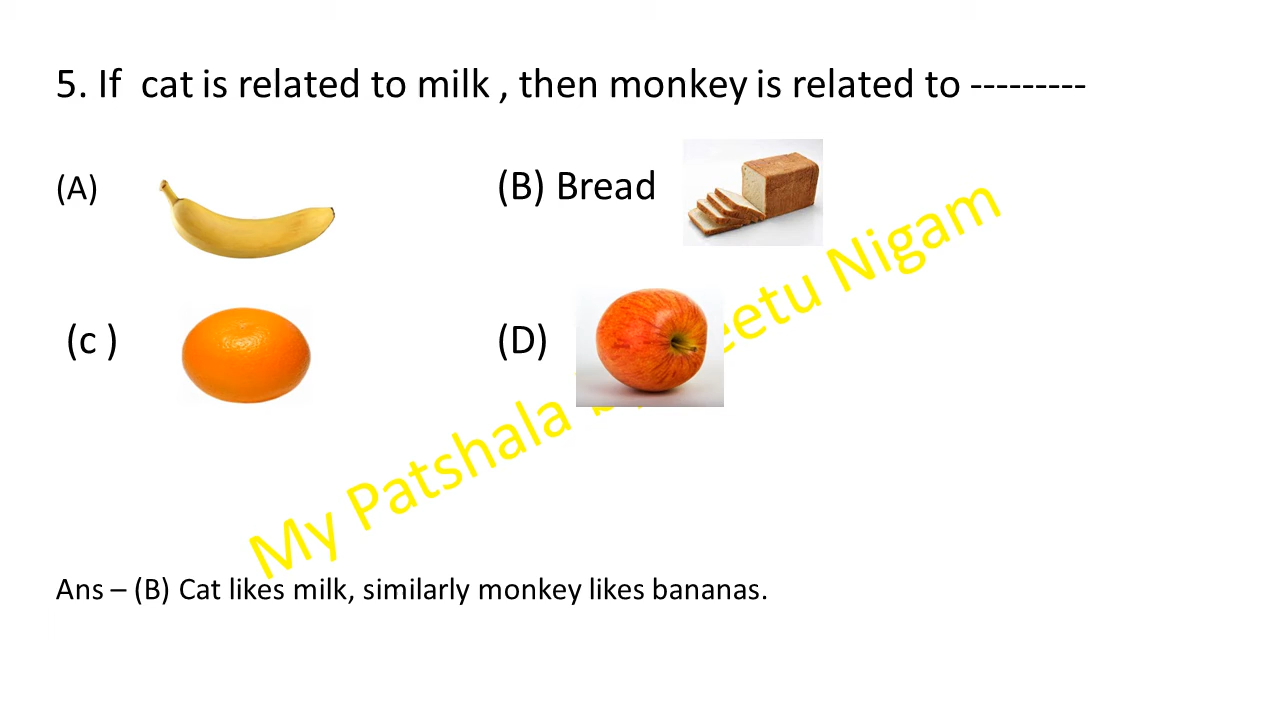 5. If cat is related to milk , then monkey is related to ---------
(A)
(B) Bread
(c )
(D)
My Patshala eetu Nigam
Ans – (B) Cat likes milk, similarly monkey likes bananas.